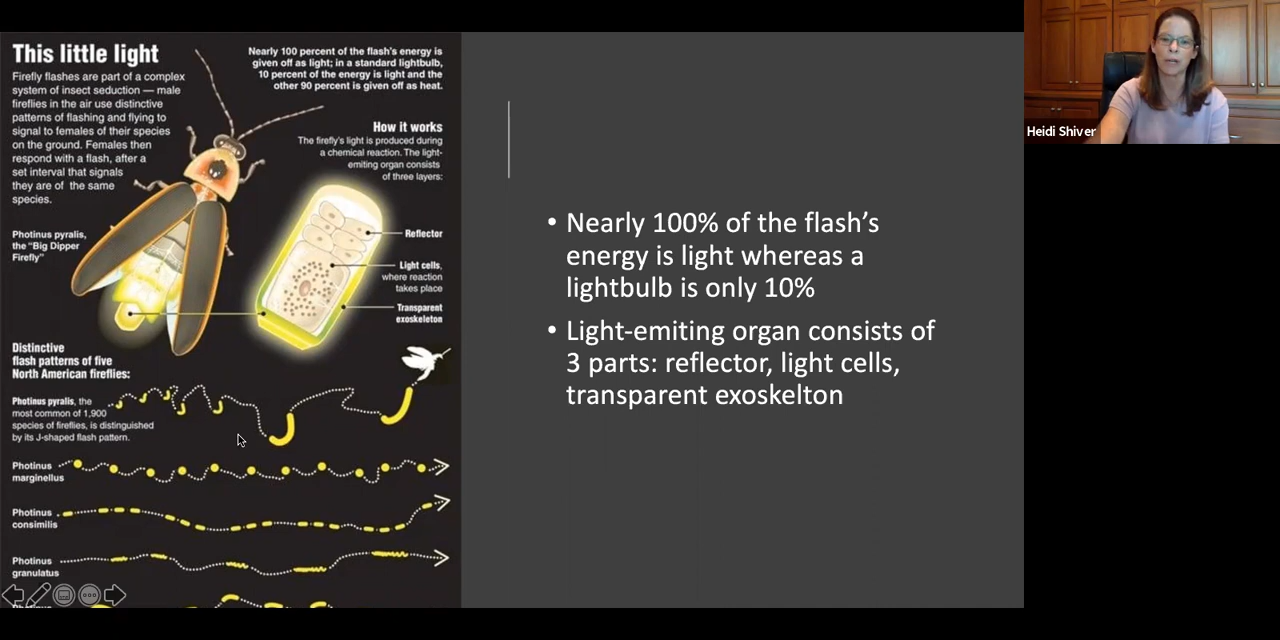 This little light
Firefly flashes are part of a complex
system of insect seduction — male
fireflies in the air use distinctive
patterns of flashing and flying to
signal to females of their species
on the ground. Females then
respond with a flash, after a
set interval that signals
they are of the same
species.
Nearly 100 percent of the flash's energy is
given off as light; in a standard lightbulb,
10 percent of the energy is light and the
other 90 percent is given off as heat.
How it works
The firefly's light is produced during
a chemical reaction. The light-
emiting organ consists
of three layers:
Photinus pyralis,
the "Big Dipper
Firefly"
Reflector
Light cells,
where reaction
takes place
Transparent
exoskeleton
Distinctive
flash patterns of five
North American fireflies:
Photinus pyralis, the
most common of 1,900
species of fireflies, is distinguished
by its J-shaped flash pattern.
Photinus
marginellus
Photinus
consimilis
Photinus
granulatus
• Nearly 100% of the flash's
energy is light whereas a
lightbulb is only 10%
• Light-emiting organ consists of
3 parts: reflector, light cells,
transparent exoskelton
Heidi Shiver